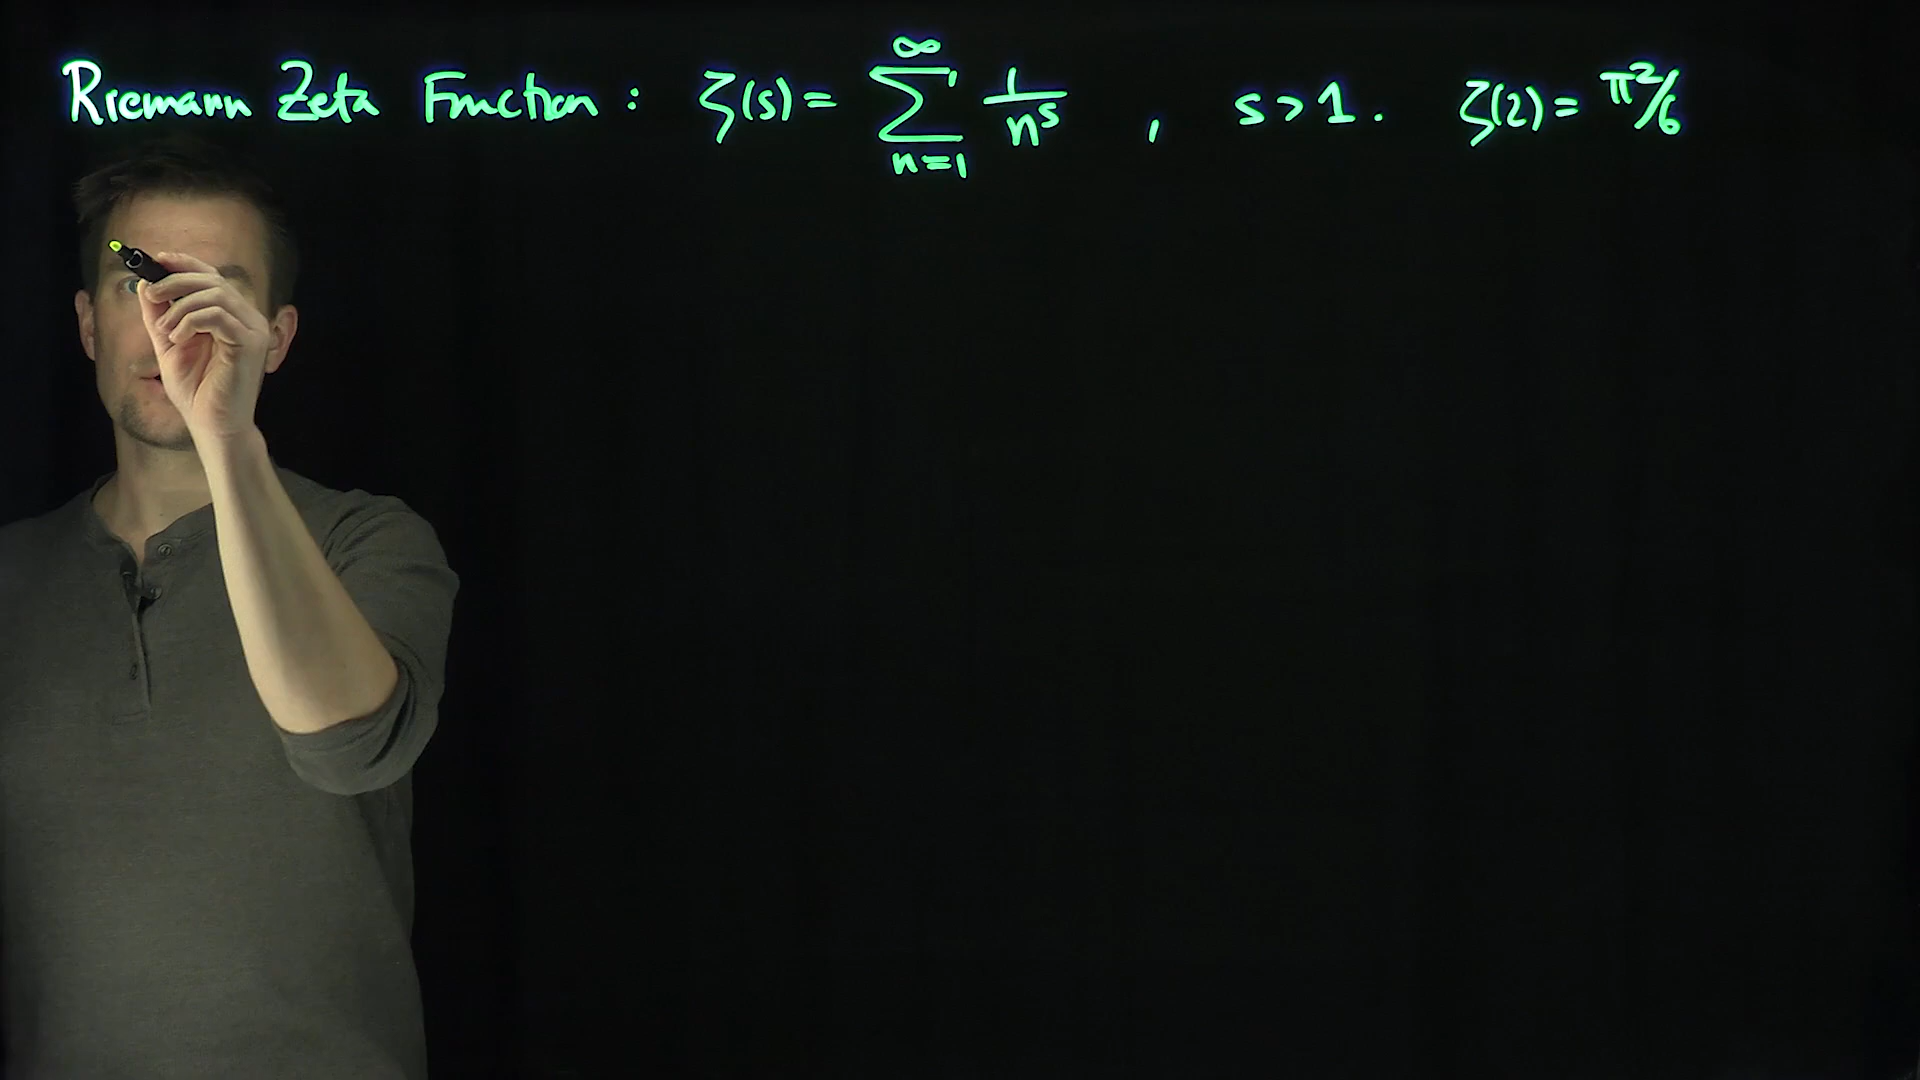 Riemann Zeta Function : ζ(s) = ∑_{n=1}^{∞} 1/n^s , s > 1. ζ(2) = π²/6